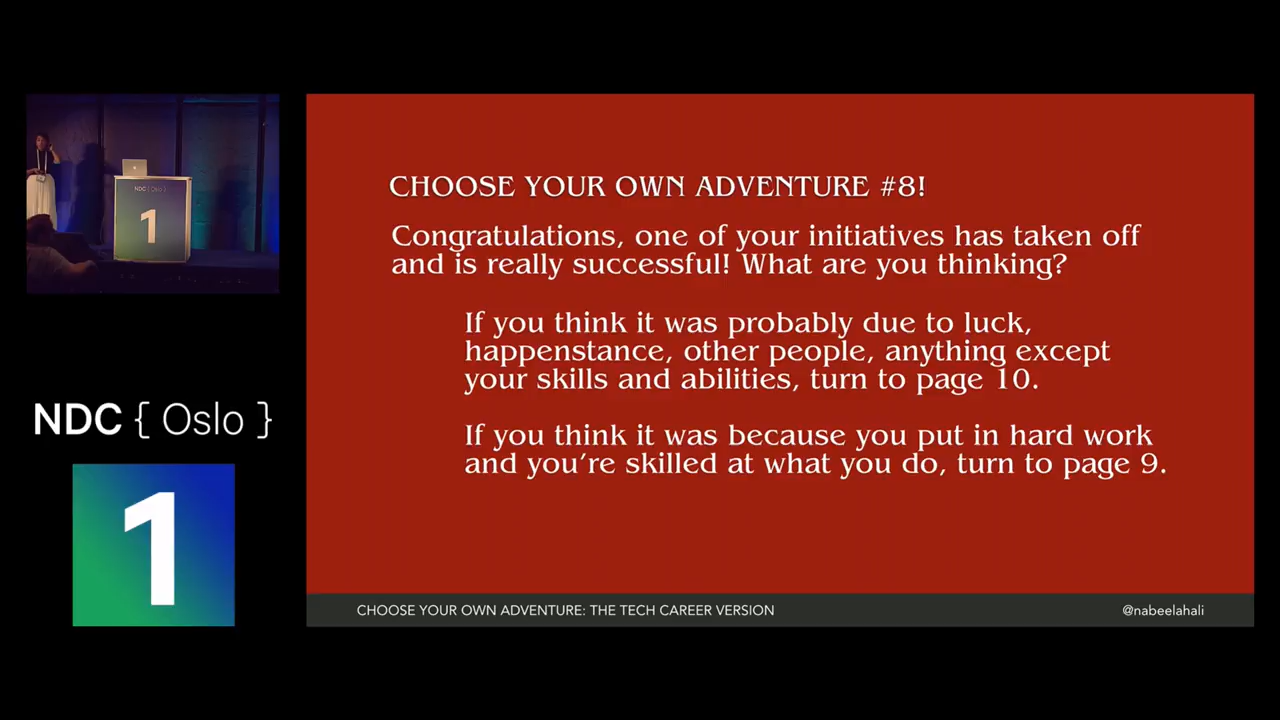 NDC { Oslo }
1
NDC { Oslo }
1
CHOOSE YOUR OWN ADVENTURE #8!
Congratulations, one of your initiatives has taken off
and is really successful! What are you thinking?
If you think it was probably due to luck,
happenstance, other people, anything except
your skills and abilities, turn to page 10.
If you think it was because you put in hard work
and you're skilled at what you do, turn to page 9.
CHOOSE YOUR OWN ADVENTURE: THE TECH CAREER VERSION
@nabeelahali